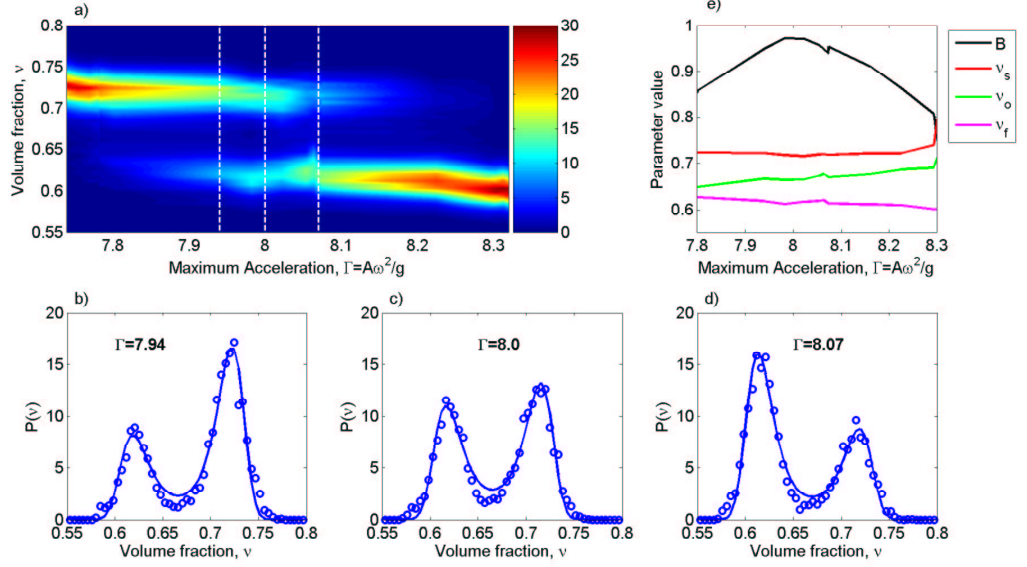 a)
0.8
0.75
0.7
0.65
0.6
0.55
Volume fraction, ν
7.8 7.9 8 8.1 8.2 8.3
Maximum Acceleration, Γ=Aω²/g
30
25
20
15
10
5
0
e)
1
0.9
0.8
0.7
0.6
Parameter value
7.8 7.9 8 8.1 8.2 8.3
Maximum Acceleration, Γ=Aω²/g
B
ν_s
ν_o
ν_f
b)
20
15
10
5
0
P(ν)
Γ=7.94
0.55 0.6 0.65 0.7 0.75 0.8
Volume fraction, ν
c)
20
15
10
5
0
P(ν)
Γ=8.0
0.55 0.6 0.65 0.7 0.75 0.8
Volume fraction, ν
d)
20
15
10
5
0
P(ν)
Γ=8.07
0.55 0.6 0.65 0.7 0.75 0.8
Volume fraction, ν